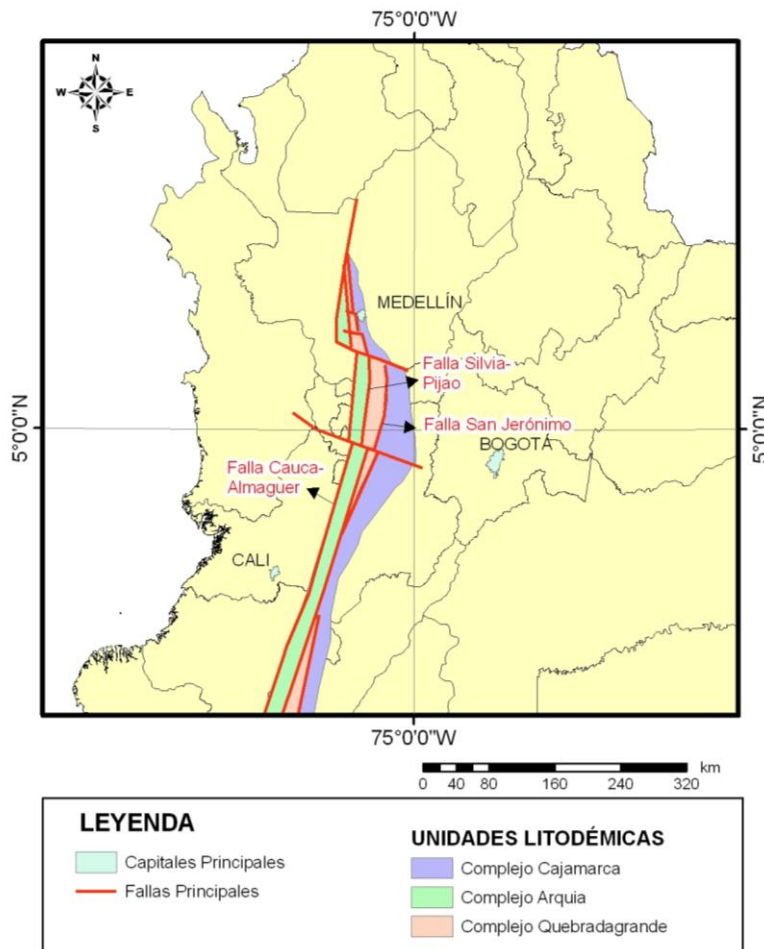 75°0'0"W
N
W E
S
MEDELLÍN
Falla Silvia-
Pijao
5°0'0"N
Falla San Jerónimo
5°0'0"N
BOGOTÁ
Falla Cauca-
Almaguer
CALI
75°0'0"W
km
0 40 80 160 240 320
LEYENDA
Capitales Principales
Fallas Principales
UNIDADES LITODÉMICAS
Complejo Cajamarca
Complejo Arquia
Complejo Quebradagrande